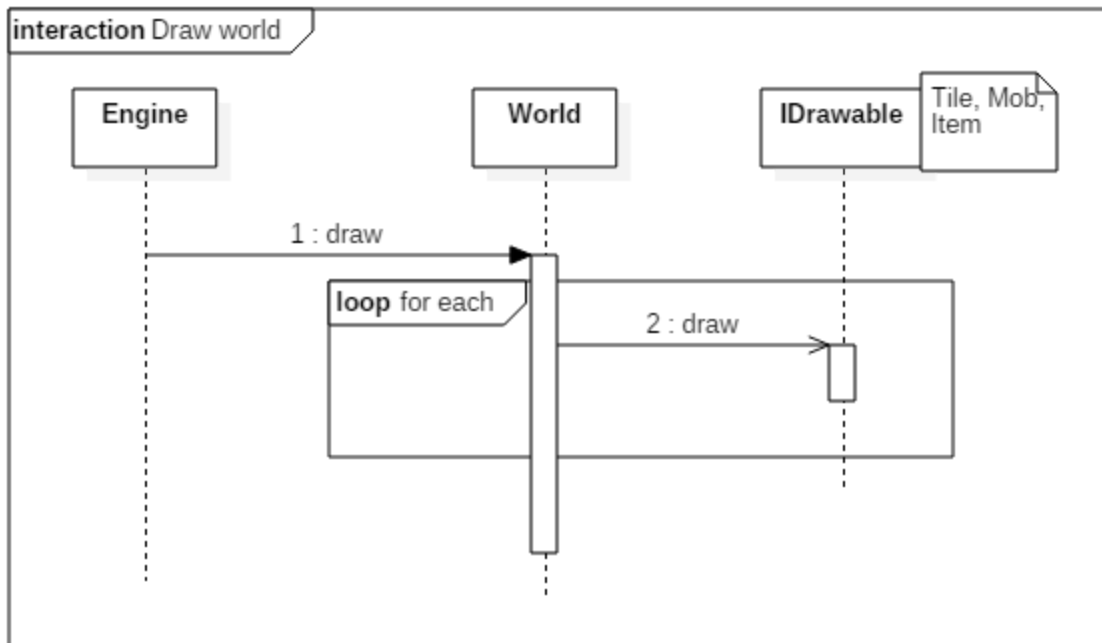 interaction Draw world
Engine
World
IDrawable
Tile, Mob,
Item
1 : draw
loop for each
2 : draw